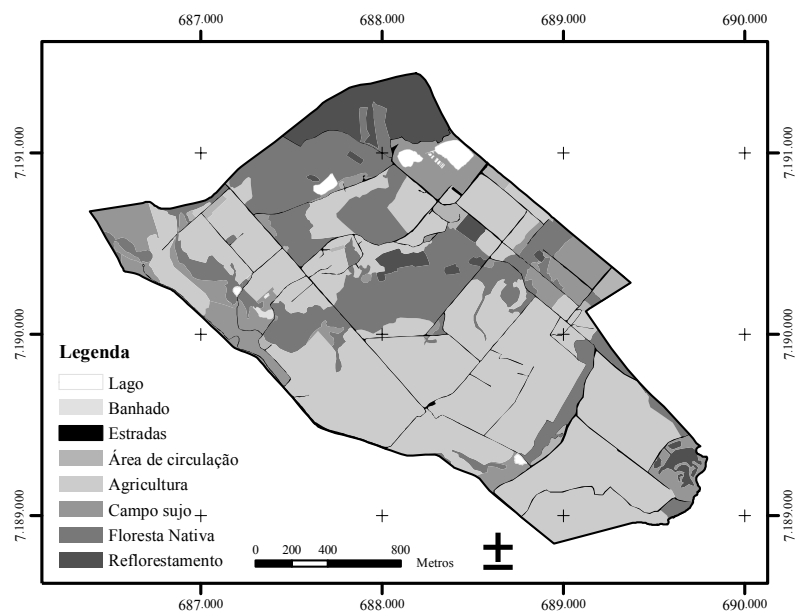 687.000 688.000 689.000 690.000
7.191.000 7.191.000
7.190.000 7.190.000
7.189.000 7.189.000
Legenda
Lago
Banhado
Estradas
Área de circulação
Agricultura
Campo sujo
Floresta Nativa
Reflorestamento
0 200 400 800 Metros
687.000 688.000 689.000 690.000